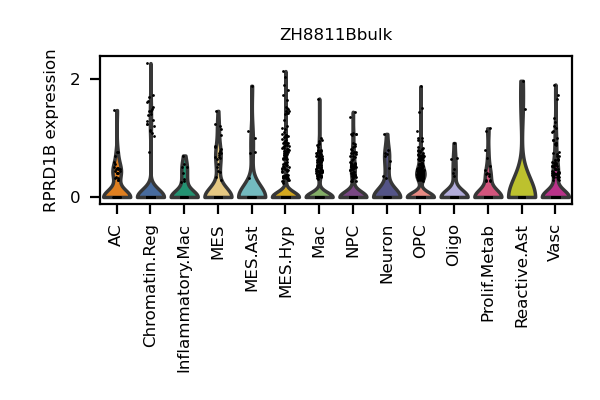 ZH8811Bbulk
RPRD1B expression
2
0
AC
Chromatin.Reg
Inflammatory.Mac
MES
MES.Ast
MES.Hyp
Mac
NPC
Neuron
OPC
Oligo
Prolif.Metab
Reactive.Ast
Vasc